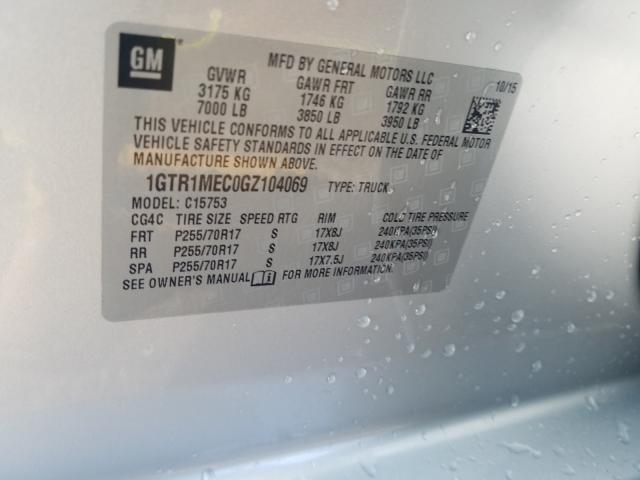 GM
MFD BY GENERAL MOTORS LLC
10/15
GVWR GAWR FRT GAWR RR
3175 KG 1746 KG 1792 KG
7000 LB 3850 LB 3950 LB
THIS VEHICLE CONFORMS TO ALL APPLICABLE U.S. FEDERAL MOTOR
VEHICLE SAFETY STANDARDS IN EFFECT ON THE DATE OF
MANUFACTURE SHOWN ABOVE.
1GTR1MEC0GZ104069 TYPE: TRUCK
MODEL: C15753
CG4C TIRE SIZE SPEED RTG RIM COLD TIRE PRESSURE
FRT P255/70R17 S 17X8J 240KPA(35PSI)
RR P255/70R17 S 17X8J 240KPA(35PSI)
SPA P255/70R17 S 17X7.5J 240KPA(35PSI)
SEE OWNER'S MANUAL FOR MORE INFORMATION.